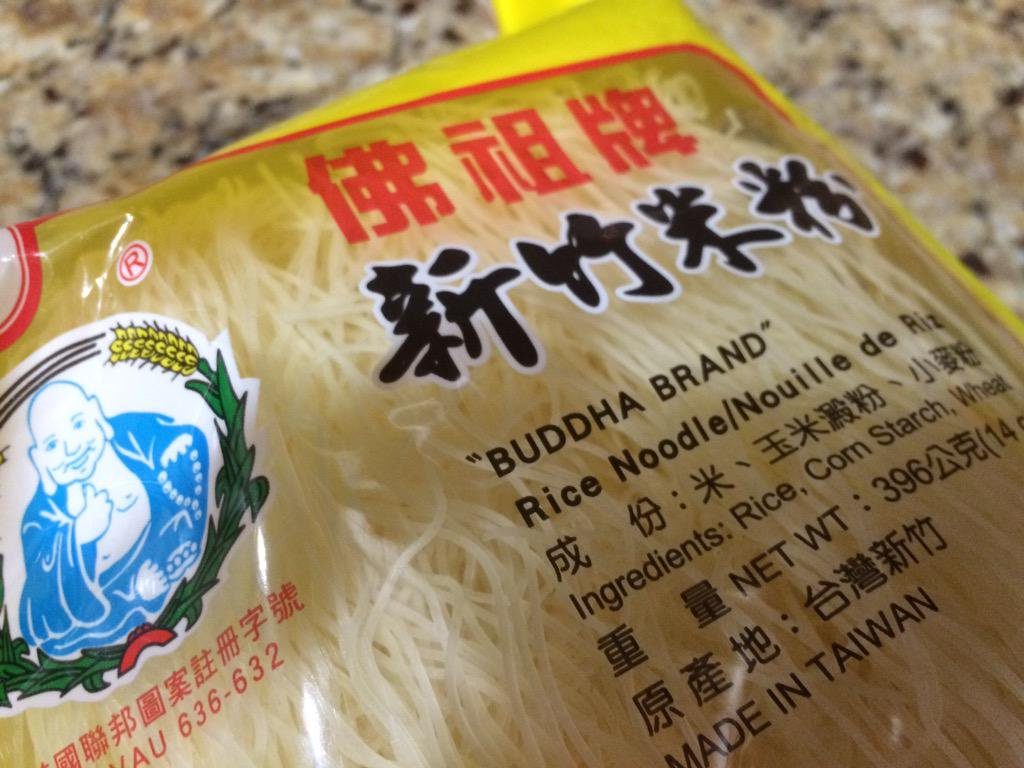 佛祖牌
新竹米粉
®
"BUDDHA BRAND"
Rice Noodle/Nouille de Riz
成 份：米、玉米澱粉、小麥粉
Ingredients: Rice, Corn Starch, Wheat
重 量 NET WT：396公克(14
原產地：台灣新竹
MADE IN TAIWAN
國聯邦圖案註冊字號
VAU 636-632